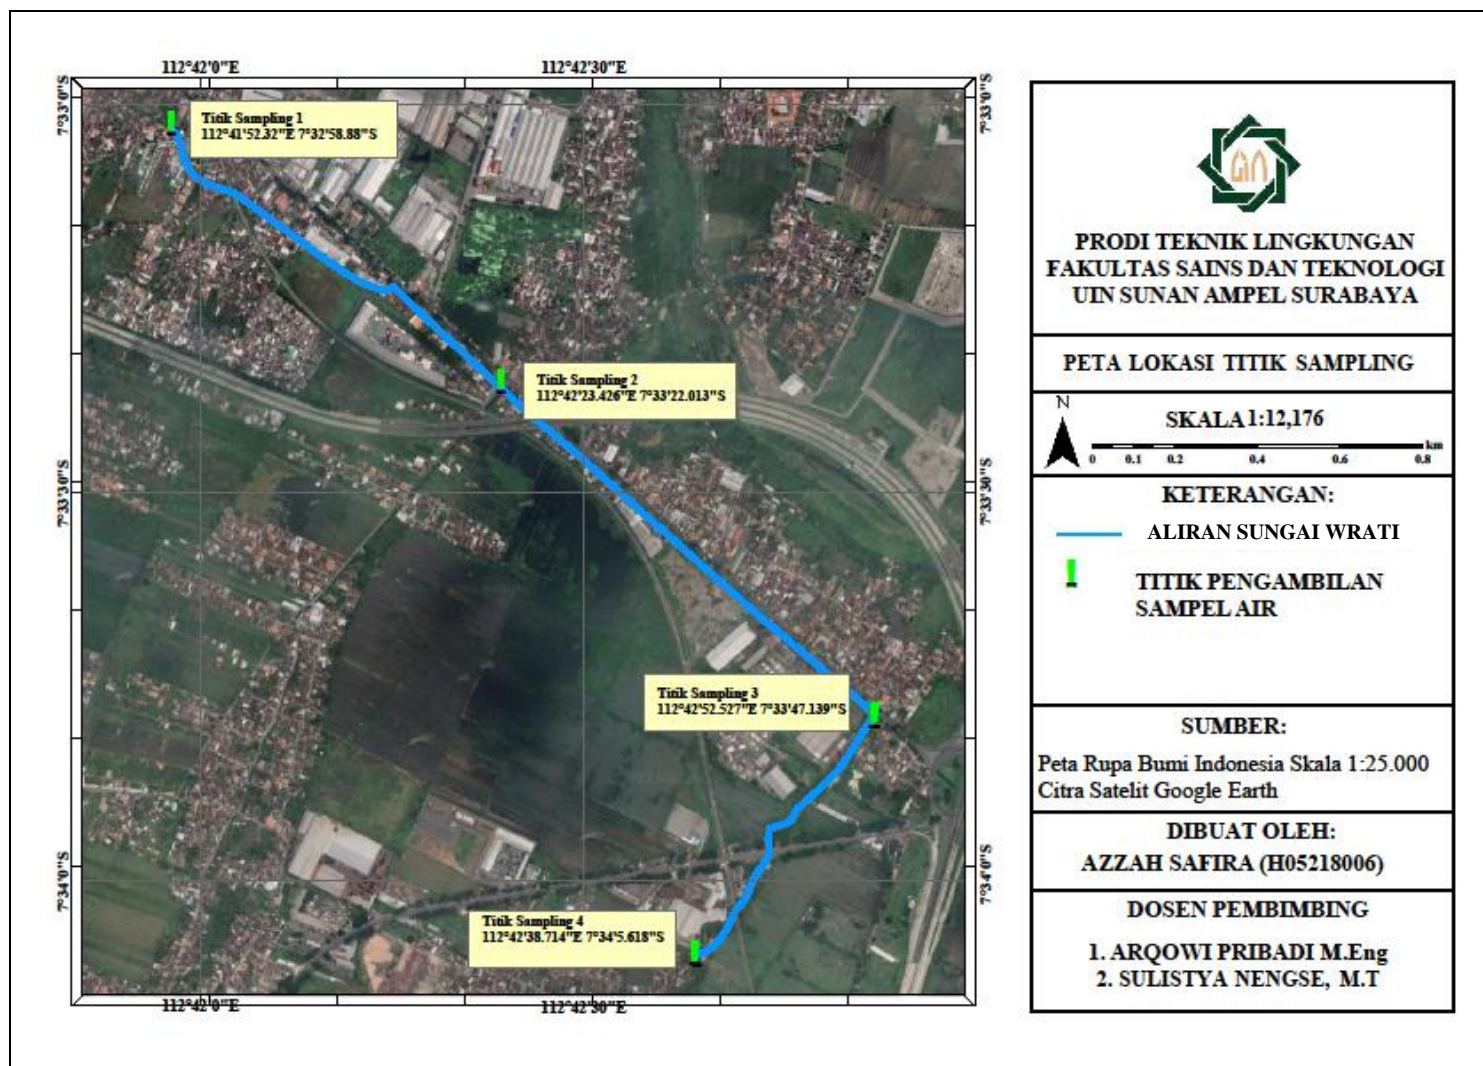 112°42'0"E
112°42'30"E
7°33'0"S
7°33'0"S
Titik Sampling 1
112°41'52.32"E 7°32'58.88"S
Titik Sampling 2
112°42'23.426"E 7°33'22.013"S
7°33'30"S
7°33'30"S
Titik Sampling 3
112°42'52.527"E 7°33'47.139"S
7°34'0"S
7°34'0"S
Titik Sampling 4
112°42'38.714"E 7°34'5.618"S
112°42'0"E
112°42'30"E
PRODI TEKNIK LINGKUNGAN
FAKULTAS SAINS DAN TEKNOLOGI
UIN SUNAN AMPEL SURABAYA
PETA LOKASI TITIK SAMPLING
N
SKALA 1:12,176
km
0 0.1 0.2 0.4 0.6 0.8
KETERANGAN:
ALIRAN SUNGAI WRATI
TITIK PENGAMBILAN
SAMPEL AIR
SUMBER:
Peta Rupa Bumi Indonesia Skala 1:25.000
Citra Satelit Google Earth
DIBUAT OLEH:
AZZAH SAFIRA (H05218006)
DOSEN PEMBIMBING
1. ARQOWI PRIBADI M.Eng
2. SULISTYA NENGSE, M.T